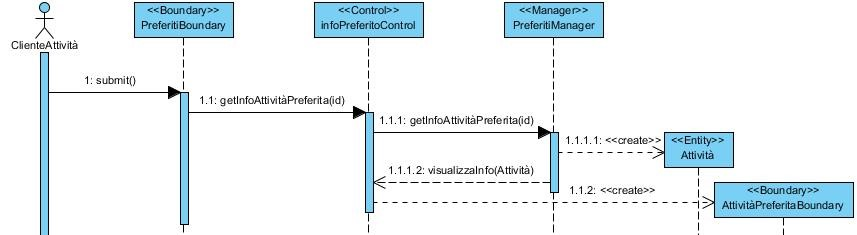 <<Boundary>>
PreferitiBoundary
<<Control>>
infoPreferitoControl
<<Manager>>
PreferitiManager
ClienteAttività
1: submit()
1.1: getInfoAttivitàPreferita(id)
1.1.1: getInfoAttivitàPreferita(id)
1.1.1.1: <<create>>
<<Entity>>
Attività
1.1.1.2: visualizzaInfo(Attività)
1.1.2: <<create>>
<<Boundary>>
AttivitàPreferitaBoundary